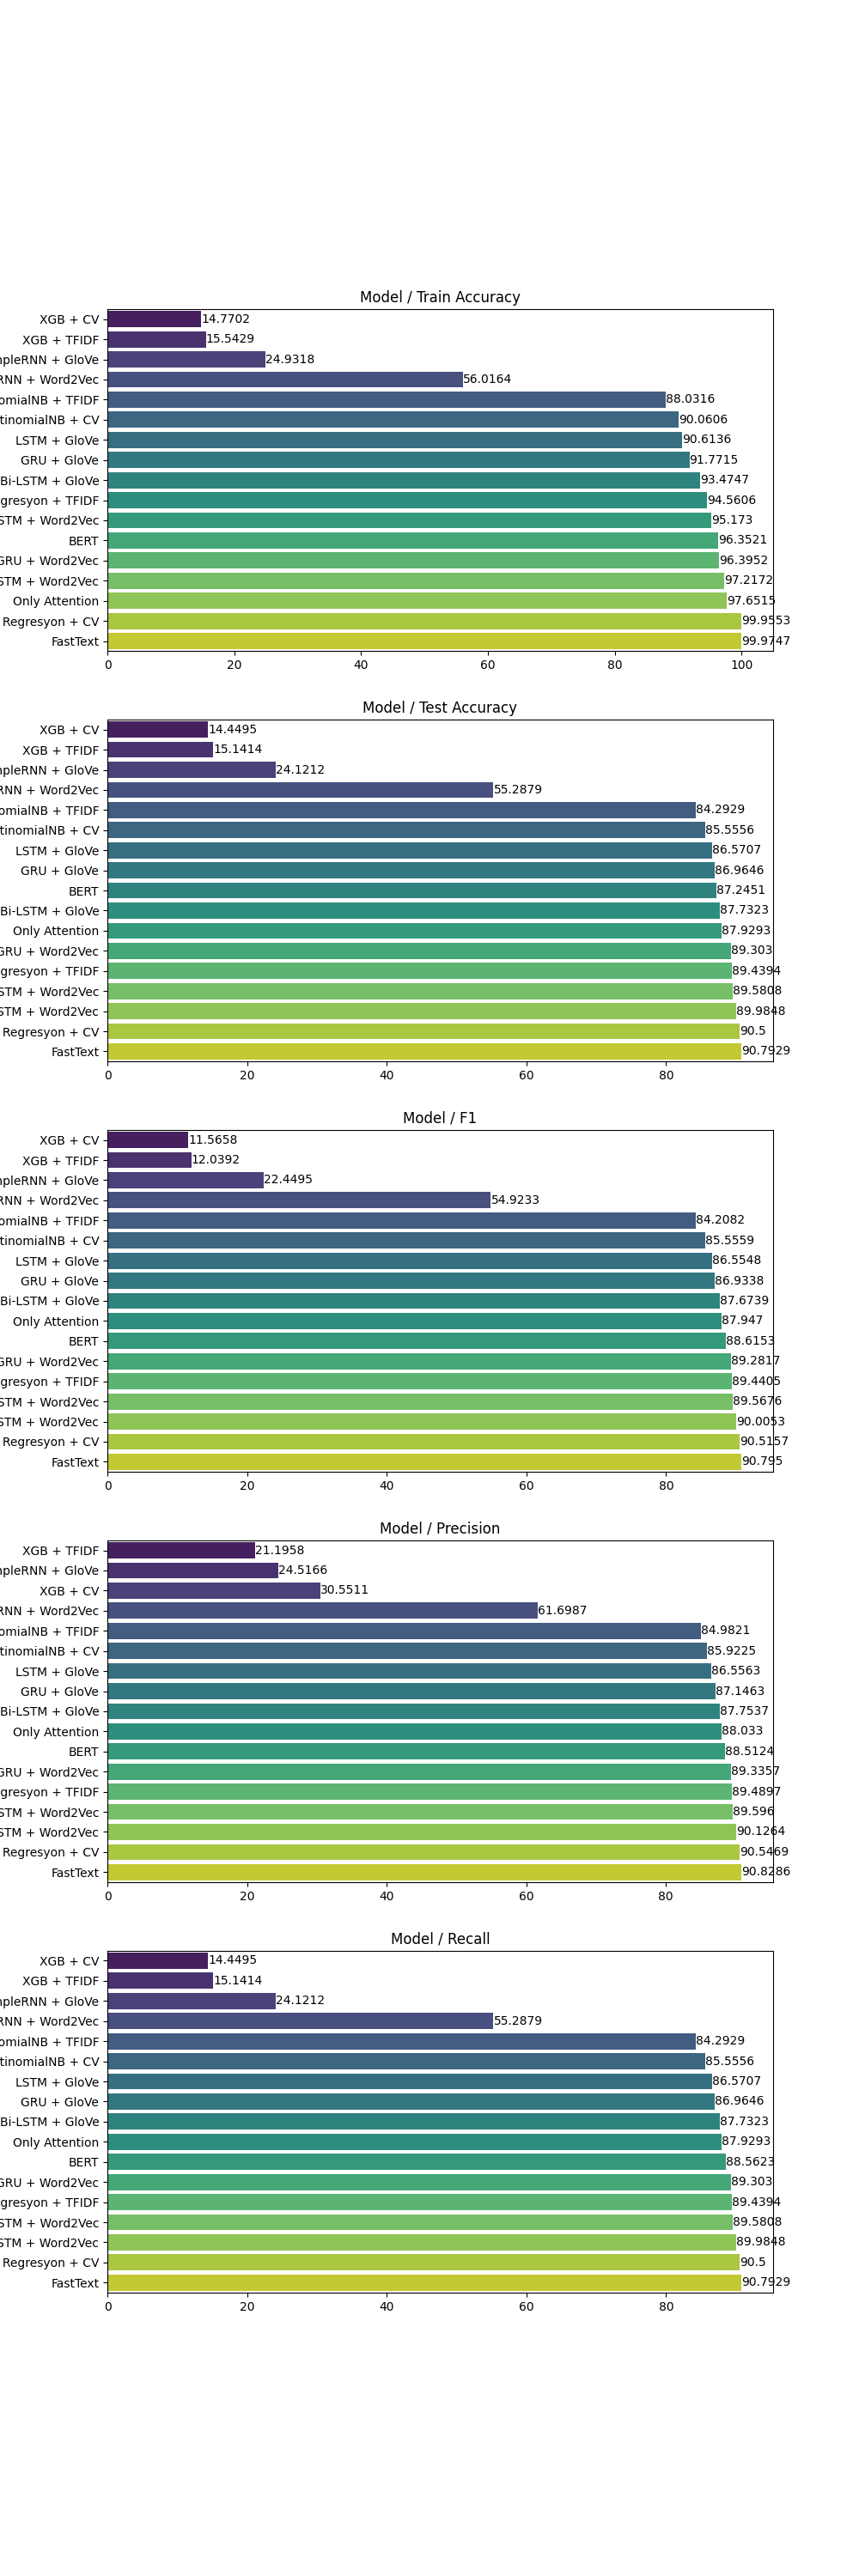 Model / Train Accuracy
XGB + CV 14.7702
XGB + TFIDF 15.5429
mpleRNN + GloVe 24.9318
RNN + Word2Vec 56.0164
omialNB + TFIDF 88.0316
tinomialNB + CV 90.0606
LSTM + GloVe 90.6136
GRU + GloVe 91.7715
Bi-LSTM + GloVe 93.4747
gresyon + TFIDF 94.5606
STM + Word2Vec 95.173
BERT 96.3521
GRU + Word2Vec 96.3952
STM + Word2Vec 97.2172
Only Attention 97.6515
Regresyon + CV 99.9553
FastText 99.9747
0 20 40 60 80 100
Model / Test Accuracy
XGB + CV 14.4495
XGB + TFIDF 15.1414
mpleRNN + GloVe 24.1212
RNN + Word2Vec 55.2879
omialNB + TFIDF 84.2929
tinomialNB + CV 85.5556
LSTM + GloVe 86.5707
GRU + GloVe 86.9646
BERT 87.2451
Bi-LSTM + GloVe 87.7323
Only Attention 87.9293
GRU + Word2Vec 89.303
gresyon + TFIDF 89.4394
STM + Word2Vec 89.5808
STM + Word2Vec 89.9848
Regresyon + CV 90.5
FastText 90.7929
0 20 40 60 80
Model / F1
XGB + CV 11.5658
XGB + TFIDF 12.0392
mpleRNN + GloVe 22.4495
RNN + Word2Vec 54.9233
omialNB + TFIDF 84.2082
tinomialNB + CV 85.5559
LSTM + GloVe 86.5548
GRU + GloVe 86.9338
Bi-LSTM + GloVe 87.6739
Only Attention 87.947
BERT 88.6153
GRU + Word2Vec 89.2817
gresyon + TFIDF 89.4405
STM + Word2Vec 89.5676
STM + Word2Vec 90.0053
Regresyon + CV 90.5157
FastText 90.795
0 20 40 60 80
Model / Precision
XGB + TFIDF 21.1958
mpleRNN + GloVe 24.5166
XGB + CV 30.5511
RNN + Word2Vec 61.6987
omialNB + TFIDF 84.9821
tinomialNB + CV 85.9225
LSTM + GloVe 86.5563
GRU + GloVe 87.1463
Bi-LSTM + GloVe 87.7537
Only Attention 88.033
BERT 88.5124
GRU + Word2Vec 89.3357
gresyon + TFIDF 89.4897
STM + Word2Vec 89.596
STM + Word2Vec 90.1264
Regresyon + CV 90.5469
FastText 90.8286
0 20 40 60 80
Model / Recall
XGB + CV 14.4495
XGB + TFIDF 15.1414
mpleRNN + GloVe 24.1212
RNN + Word2Vec 55.2879
omialNB + TFIDF 84.2929
tinomialNB + CV 85.5556
LSTM + GloVe 86.5707
GRU + GloVe 86.9646
Bi-LSTM + GloVe 87.7323
Only Attention 87.9293
BERT 88.5623
GRU + Word2Vec 89.303
gresyon + TFIDF 89.4394
STM + Word2Vec 89.5808
STM + Word2Vec 89.9848
Regresyon + CV 90.5
FastText 90.7929
0 20 40 60 80